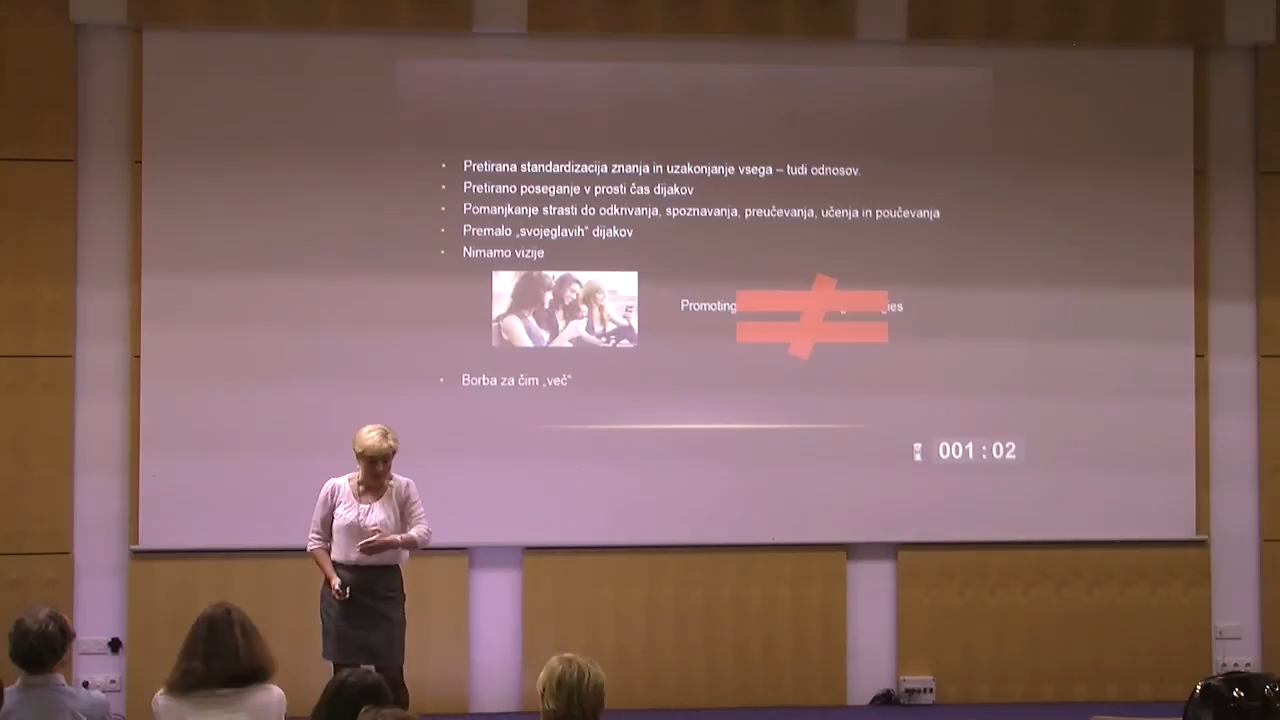 • Pretirana standardizacija znanja in uzakonjanje vsega – tudi odnosov.
• Pretirano poseganje v prosti čas dijakov
• Pomanjkanje strasti do odkrivanja, spoznavanja, preučevanja, učenja in poučevanja
• Premalo „svojeglavih“ dijakov
• Nimamo vizije
Promoting
• Borba za čim „več“
001 : 02